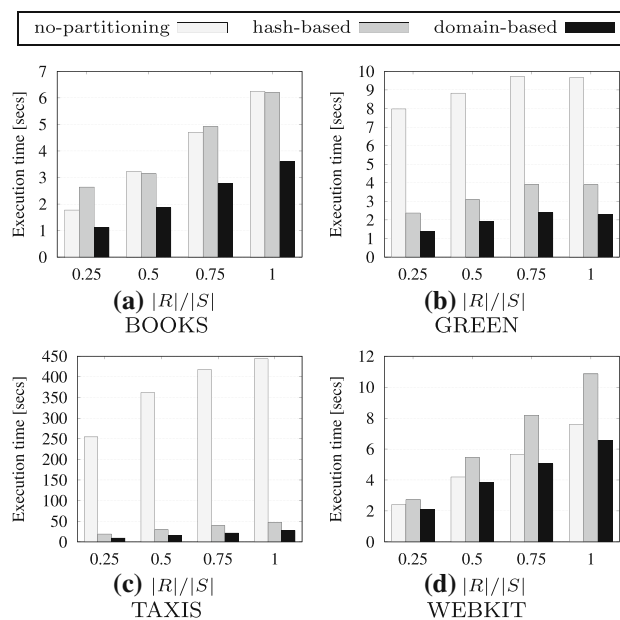 no-partitioning hash-based domain-based
Execution time [secs]
7
6
5
4
3
2
1
0
0.25 0.5 0.75 1
(a) |R|/|S|
BOOKS
Execution time [secs]
10
9
8
7
6
5
4
3
2
1
0
0.25 0.5 0.75 1
(b) |R|/|S|
GREEN
Execution time [secs]
450
400
350
300
250
200
150
100
50
0
0.25 0.5 0.75 1
(c) |R|/|S|
TAXIS
Execution time [secs]
12
10
8
6
4
2
0
0.25 0.5 0.75 1
(d) |R|/|S|
WEBKIT